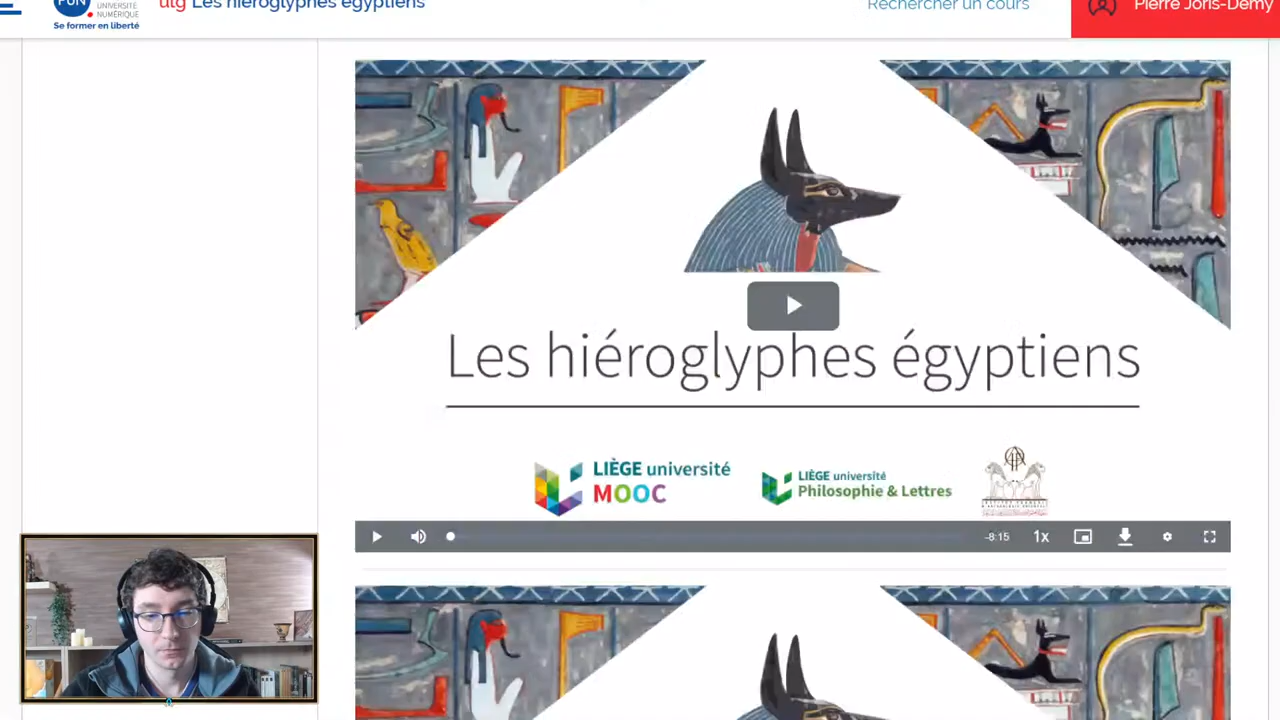 FUN
UNIVERSITÉ
NUMÉRIQUE
Se former en liberté
ulg Les hiéroglyphes égyptiens
Rechercher un cours
Pierre Joris-Demy
Les hiéroglyphes égyptiens
LIÈGE université
MOOC
LIÈGE université
Philosophie & Lettres
-8:15
1x